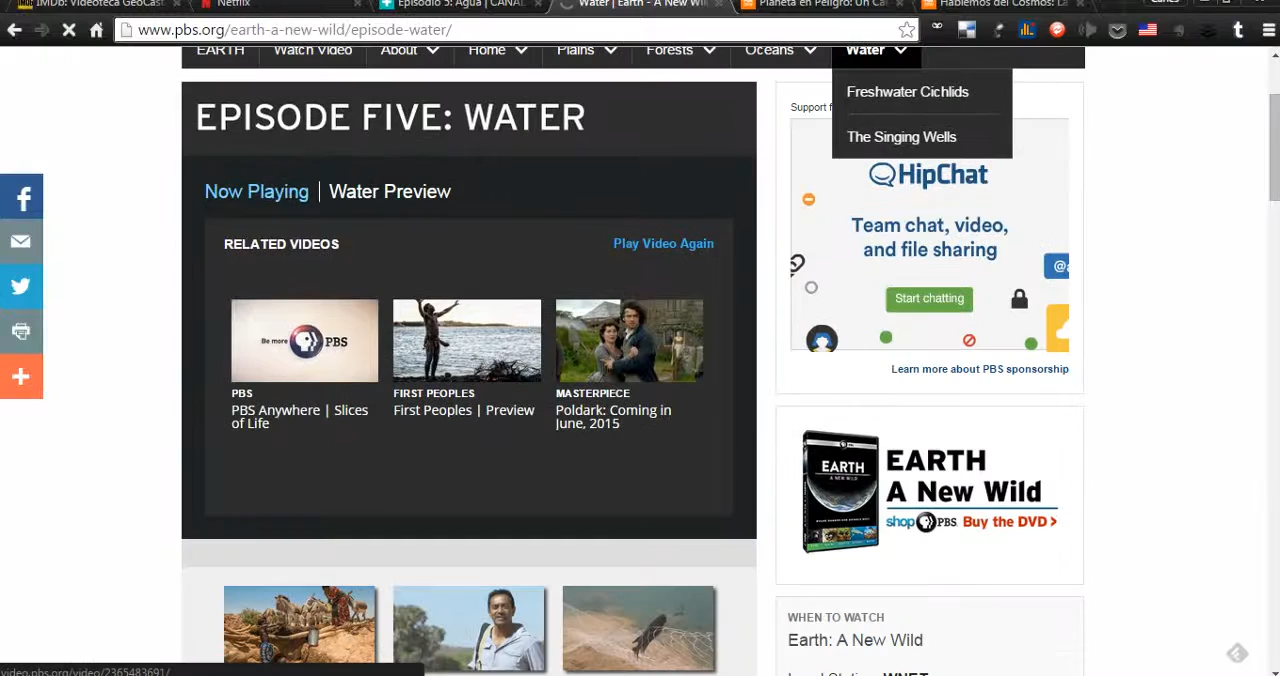 IMDb: Videoteca GeoCast
Netflix
Episodio 5: Agua | CANAL
Water | Earth - A New Wil
Planeta en Peligro: Un Ca
Hablemos del Cosmos: La
www.pbs.org/earth-a-new-wild/episode-water/
EARTH Watch Video About Home Plains Forests Oceans Water
Freshwater Cichlids
The Singing Wells
EPISODE FIVE: WATER
Now Playing | Water Preview
RELATED VIDEOS
Play Video Again
Be more PBS
PBS
PBS Anywhere | Slices
of Life
FIRST PEOPLES
First Peoples | Preview
MASTERPIECE
Poldark: Coming in
June, 2015
Support f
HipChat
Team chat, video,
and file sharing
@a
Start chatting
Learn more about PBS sponsorship
EARTH
A NEW WILD
EARTH
A New Wild
shop PBS. Buy the DVD >
WHEN TO WATCH
Earth: A New Wild
video.pbs.org/video/2365483691/